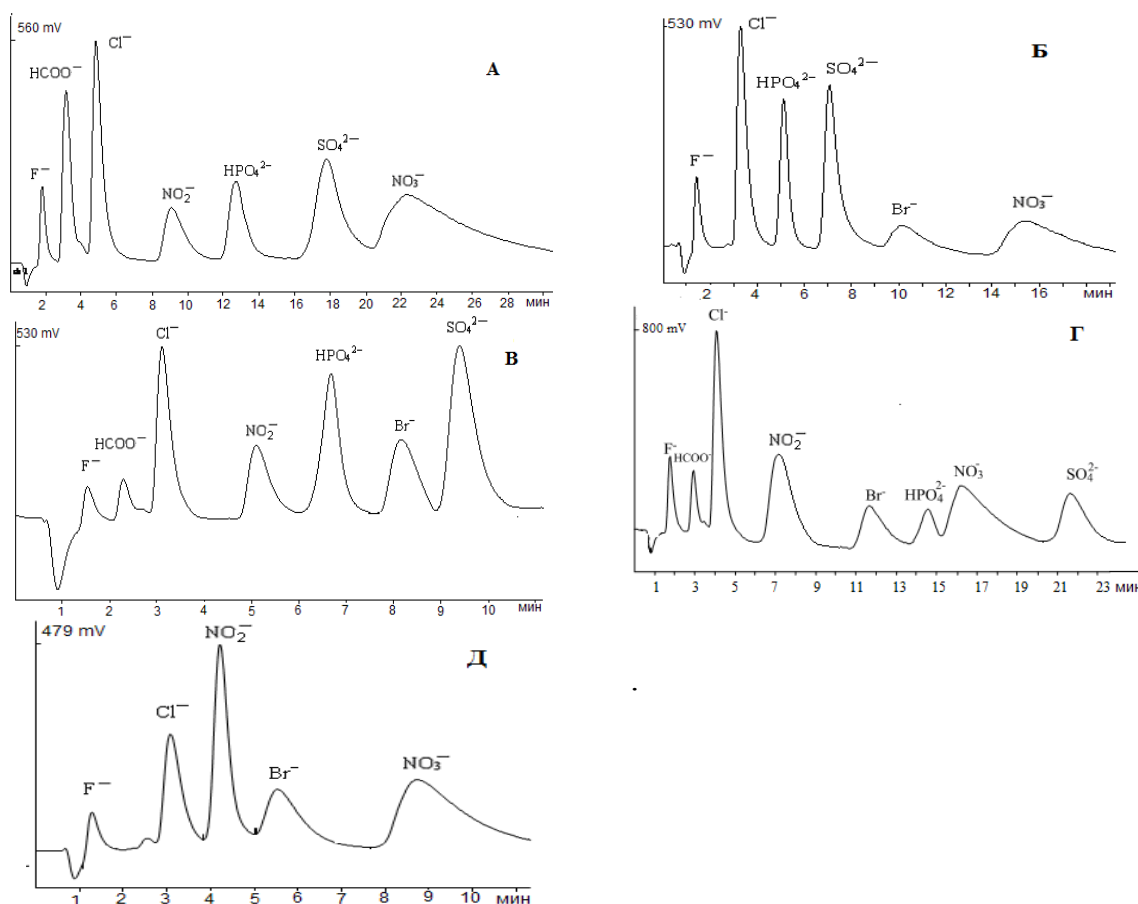 560 mV
HCOO⁻
Cl⁻
А
F⁻
NO₂⁻
HPO₄²⁻
SO₄²⁻
NO₃⁻
2 4 6 8 10 12 14 16 18 20 22 24 26 28 мин
530 mV
Cl⁻
Б
HPO₄²⁻
SO₄²⁻
F⁻
Br⁻
NO₃⁻
2 4 6 8 10 12 14 16 мин
530 mV
Cl⁻
SO₄²⁻
В
HPO₄²⁻
HCOO⁻
F⁻
NO₂⁻
Br⁻
1 2 3 4 5 6 7 8 9 10 мин
800 mV
Cl⁻
Г
F⁻
HCOO⁻
NO₂⁻
Br⁻
HPO₄²⁻
NO₃⁻
SO₄²⁻
1 3 5 7 9 11 13 15 17 19 21 23 мин
479 mV
NO₂⁻
Д
Cl⁻
F⁻
Br⁻
NO₃⁻
1 2 3 4 5 6 7 8 9 10 мин